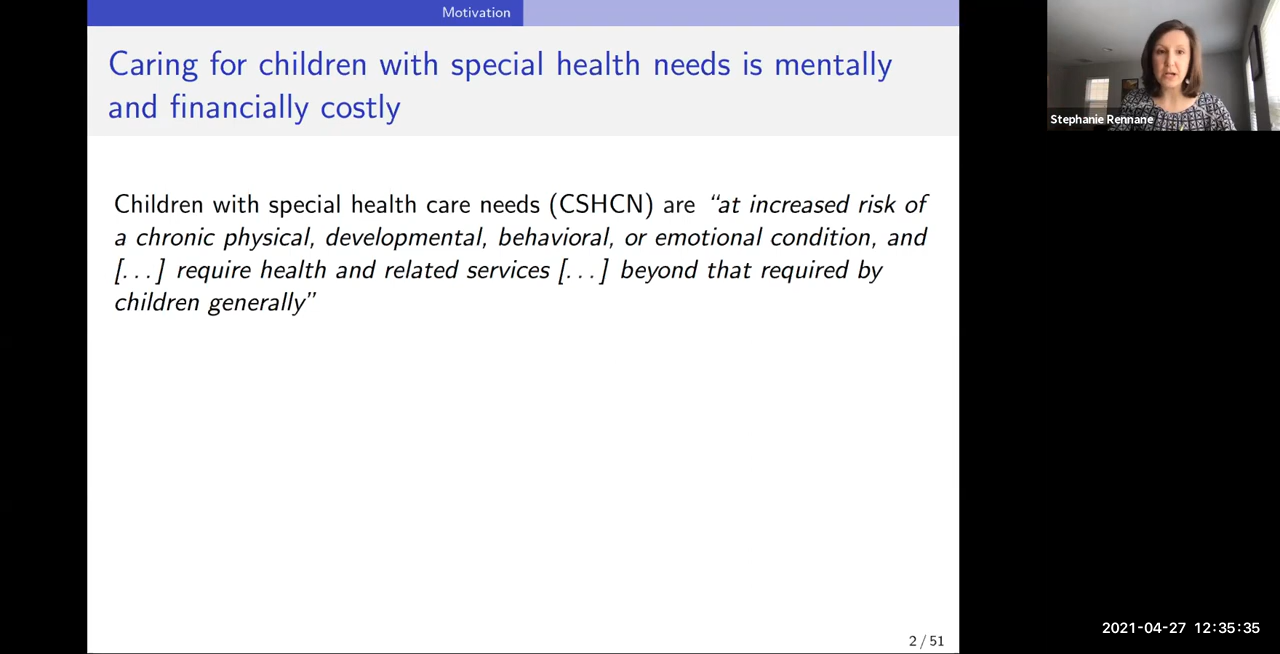 Motivation
Caring for children with special health needs is mentally
and financially costly
Children with special health care needs (CSHCN) are “at increased risk of
a chronic physical, developmental, behavioral, or emotional condition, and
[...] require health and related services [...] beyond that required by
children generally”
2 / 51
Stephanie Rennane
2021-04-27 12:35:35